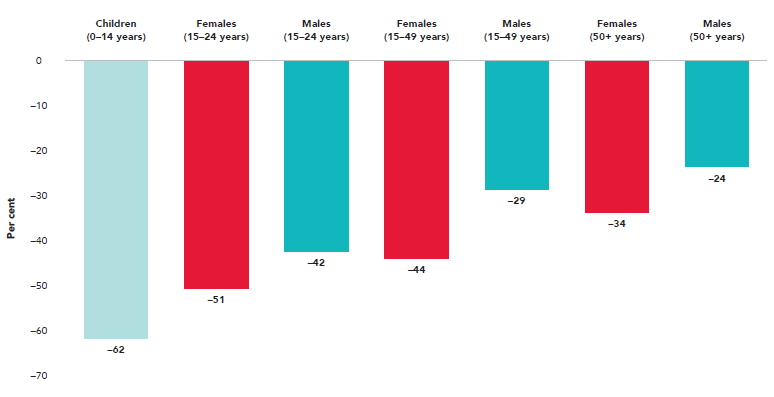 Children
(0–14 years)
Females
(15–24 years)
Males
(15–24 years)
Females
(15–49 years)
Males
(15–49 years)
Females
(50+ years)
Males
(50+ years)
0
–10
–20
–30
–40
–50
–60
–70
Per cent
–62
–51
–42
–44
–29
–34
–24